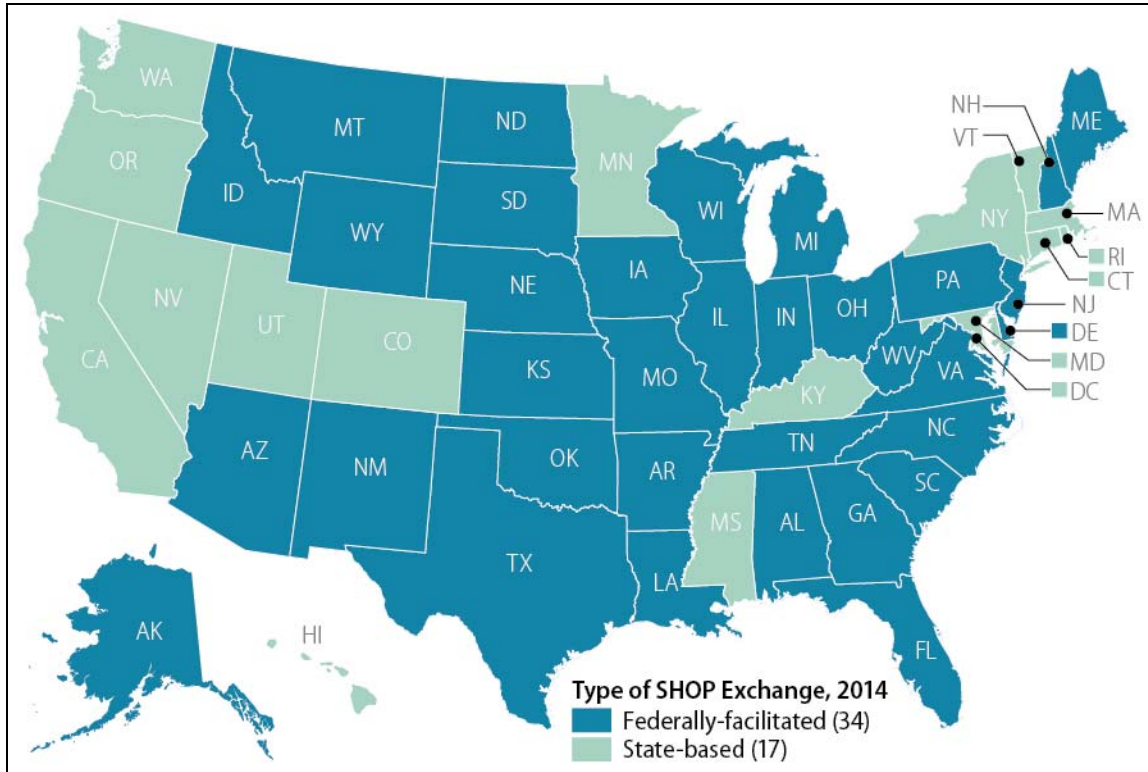 WA
MT
ND
MN
OR
ID
SD
WY
WI
MI
NH
VT
ME
NY
MA
RI
CT
NJ
DE
MD
DC
NV
CA
UT
CO
NE
IA
IL
IN
OH
PA
WV
VA
KS
MO
KY
NC
TN
SC
AZ
NM
OK
AR
MS
AL
GA
TX
LA
FL
AK
HI
Type of SHOP Exchange, 2014
Federally-facilitated (34)
State-based (17)